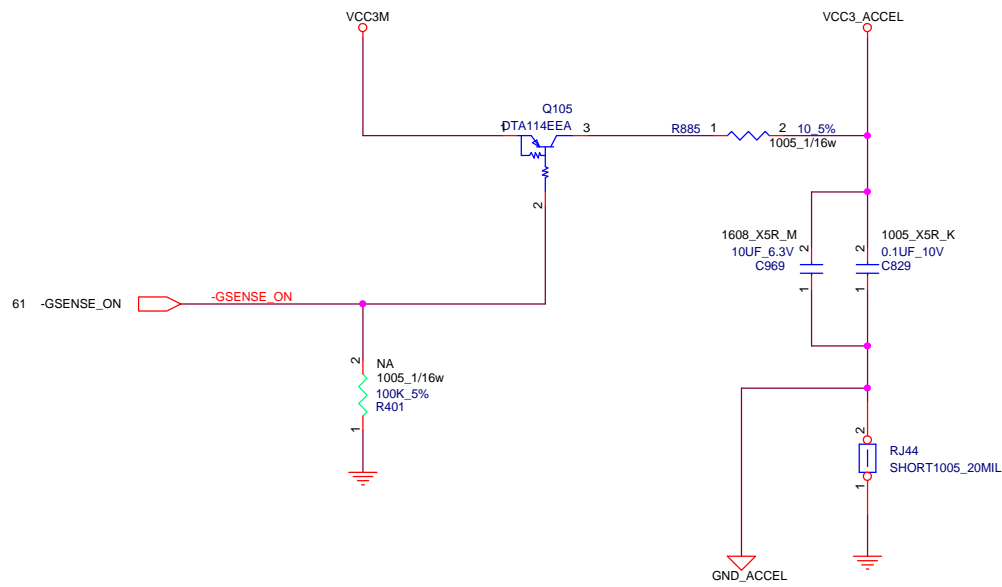 VCC3M
VCC3_ACCEL
Q105
DTA114EEA
1
3
R885
1
2
10_5%
1005_1/16w
2
1608_X5R_M
10UF_6.3V
C969
2
1
1005_X5R_K
0.1UF_10V
C829
2
1
61
-GSENSE_ON
-GSENSE_ON
2
NA
1005_1/16w
100K_5%
R401
1
2
RJ44
SHORT1005_20MIL
1
GND_ACCEL